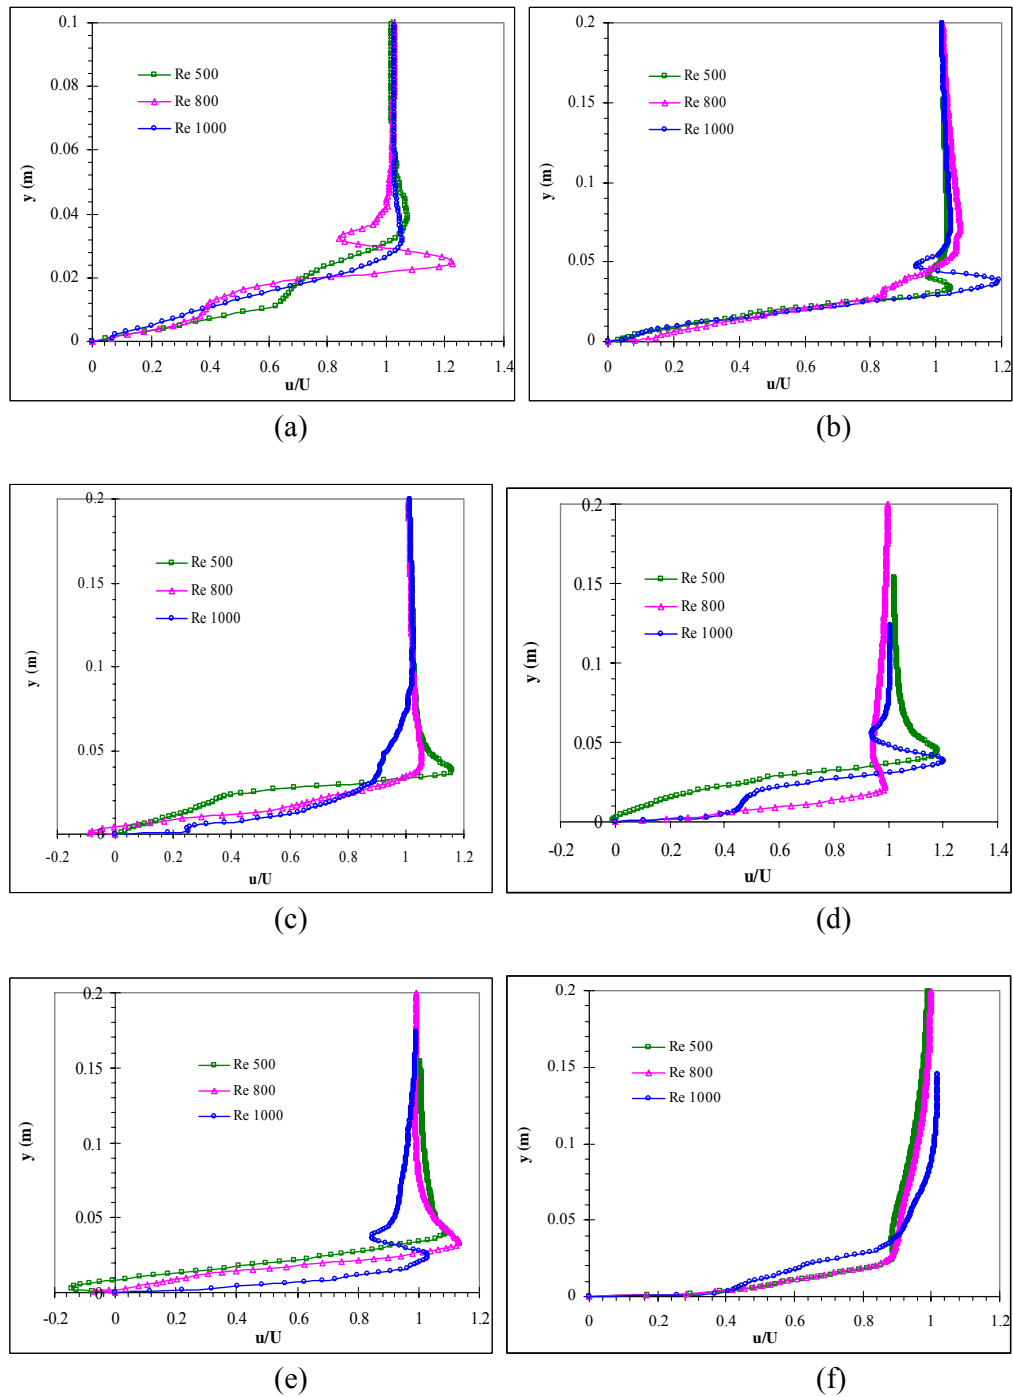 0.1
0.08
0.06
0.04
0.02
0
y (m)
Re 500
Re 800
Re 1000
0 0.2 0.4 0.6 0.8 1 1.2 1.4
u/U
(a)
0.2
0.15
0.1
0.05
0
y (m)
Re 500
Re 800
Re 1000
0 0.2 0.4 0.6 0.8 1 1.2
u/U
(b)
0.2
0.15
0.1
0.05
0
y (m)
Re 500
Re 800
Re 1000
-0.2 0 0.2 0.4 0.6 0.8 1 1.2
u/U
(c)
0.2
0.15
0.1
0.05
0
y (m)
Re 500
Re 800
Re 1000
-0.2 0 0.2 0.4 0.6 0.8 1 1.2 1.4
u/U
(d)
0.2
0.15
0.1
0.05
0
y (m)
Re 500
Re 800
Re 1000
-0.2 0 0.2 0.4 0.6 0.8 1 1.2
u/U
(e)
0.2
0.15
0.1
0.05
0
y (m)
Re 500
Re 800
Re 1000
0 0.2 0.4 0.6 0.8 1 1.2
u/U
(f)